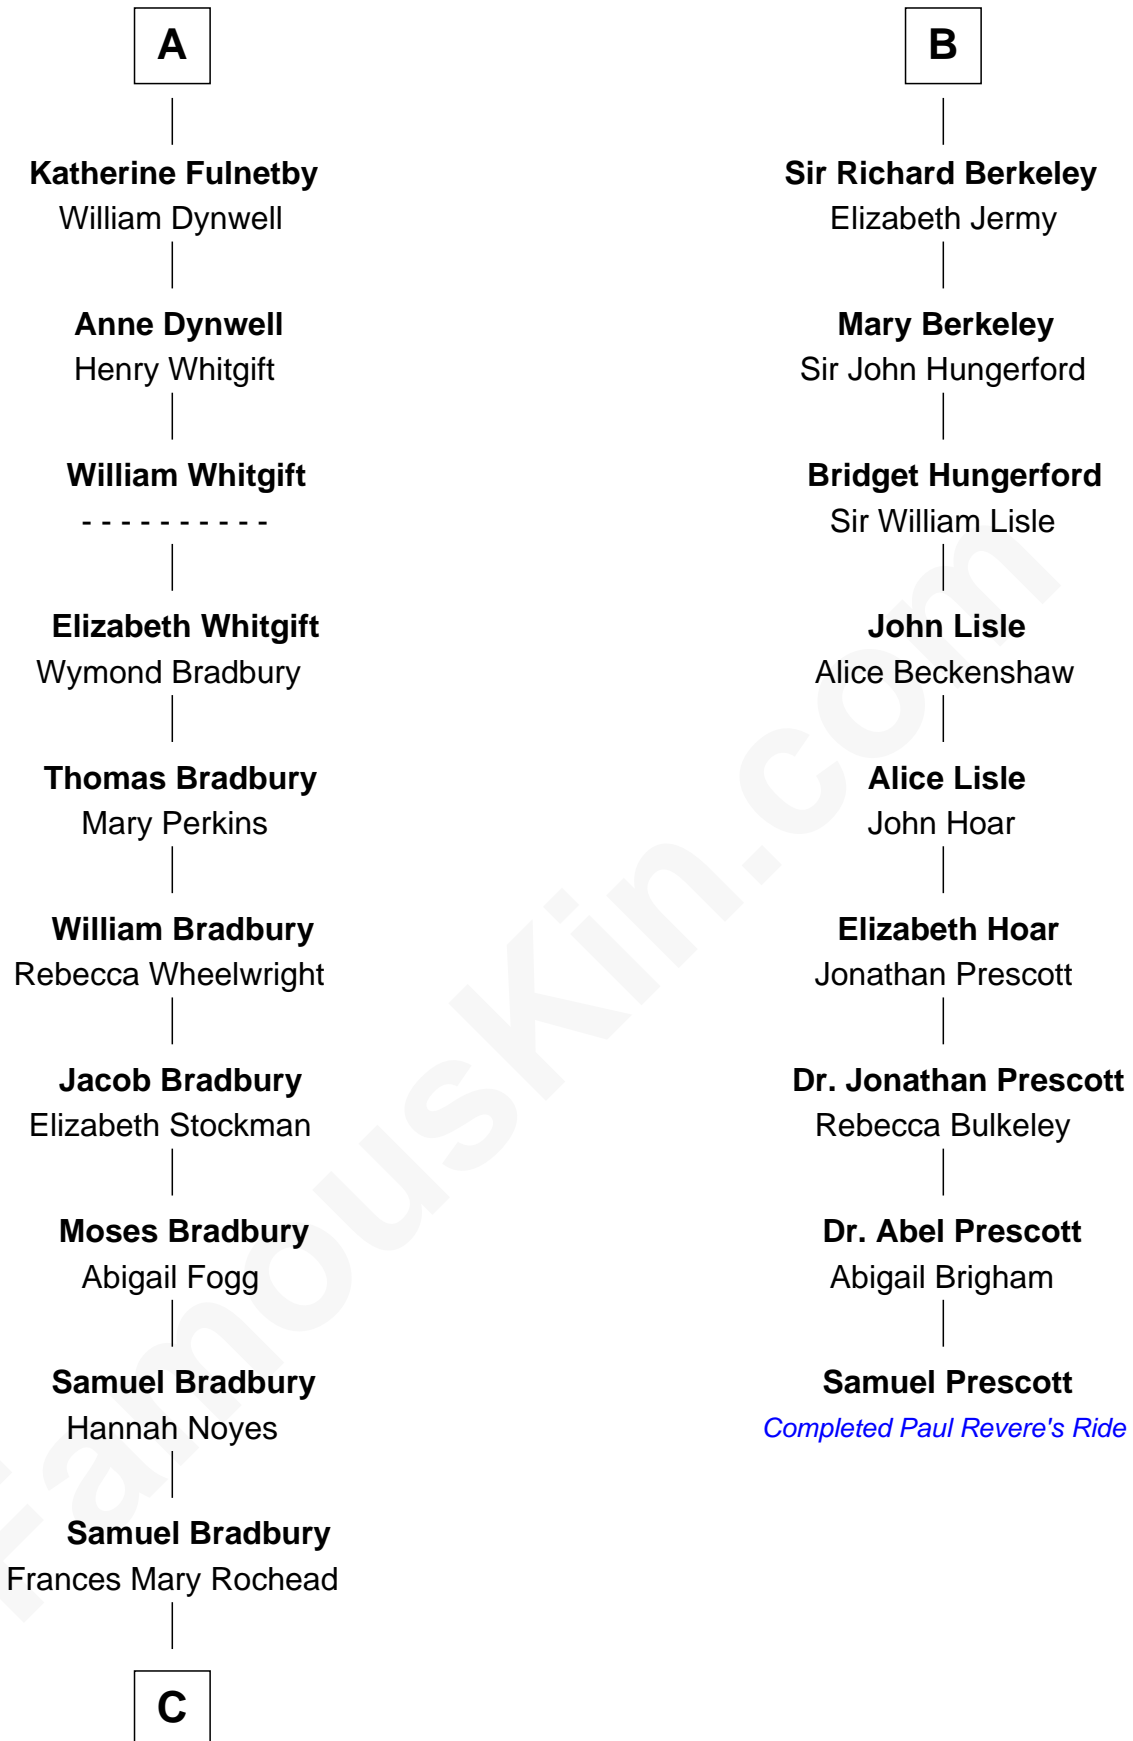 A
Katherine Fulnetby
William Dynwell
Anne Dynwell
Henry Whitgift
William Whitgift
- - - - - - - - - -
Elizabeth Whitgift
Wymond Bradbury
Thomas Bradbury
Mary Perkins
William Bradbury
Rebecca Wheelwright
Jacob Bradbury
Elizabeth Stockman
Moses Bradbury
Abigail Fogg
Samuel Bradbury
Hannah Noyes
Samuel Bradbury
Frances Mary Rochead
C
B
Sir Richard Berkeley
Elizabeth Jermy
Mary Berkeley
Sir John Hungerford
Bridget Hungerford
Sir William Lisle
John Lisle
Alice Beckenshaw
Alice Lisle
John Hoar
Elizabeth Hoar
Jonathan Prescott
Dr. Jonathan Prescott
Rebecca Bulkeley
Dr. Abel Prescott
Abigail Brigham
Samuel Prescott
Completed Paul Revere's Ride
FamousKin.com